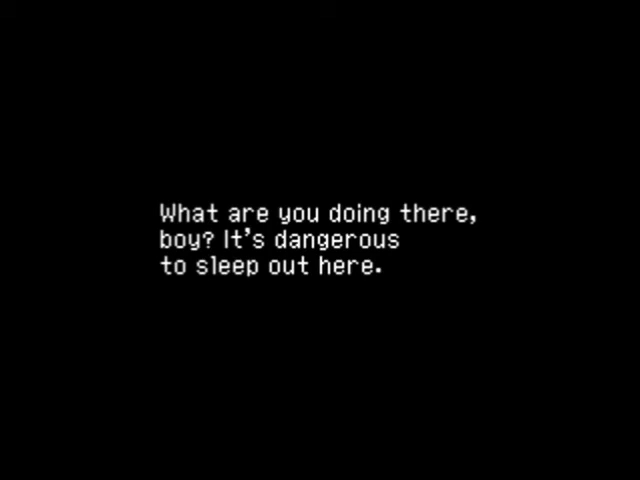 What are you doing there,
boy? It's dangerous
to sleep out here.